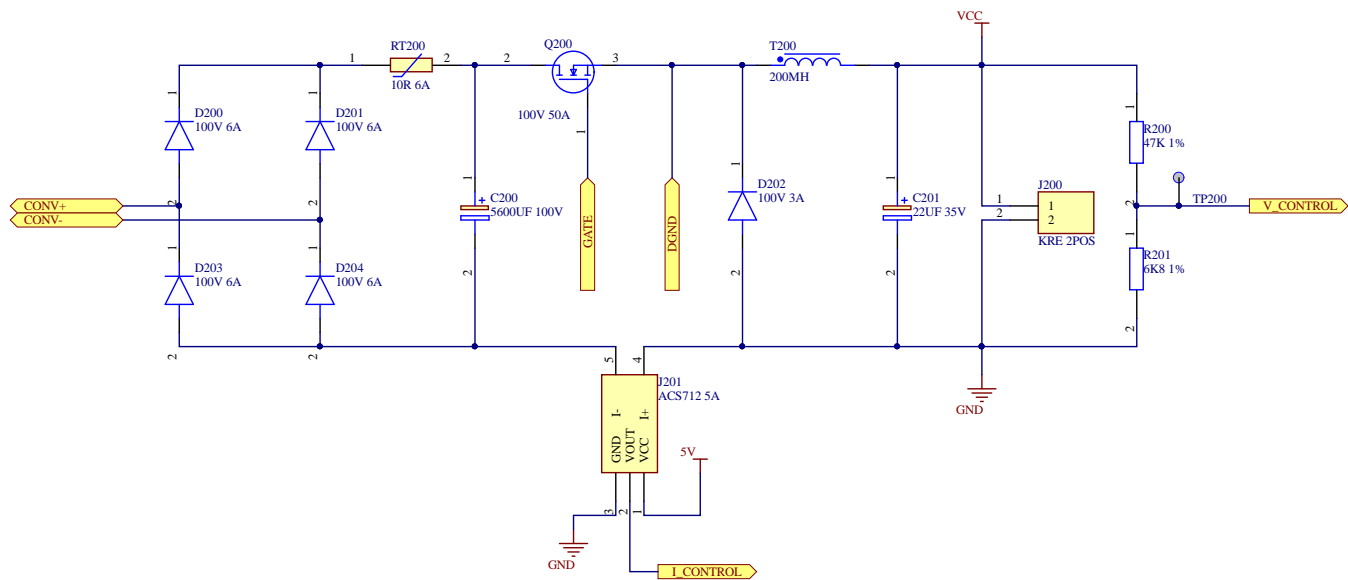 VCC
RT200
1
2
10R 6A
Q200
2
3
100V 50A
1
T200
200MH
1
D200
100V 6A
2
1
D201
100V 6A
2
CONV+
CONV-
1
D203
100V 6A
2
1
D204
100V 6A
2
1
C200
5600UF 100V
2
GATE
DGND
1
D202
100V 3A
2
1
C201
22UF 35V
2
J200
1
1
2
2
KRE 2POS
1
R200
47K 1%
2
TP200
V_CONTROL
1
R201
6K8 1%
2
GND
5
4
J201
ACS712 5A
I-
I+
GND
VOUT
VCC
3
2
1
5V
GND
I_CONTROL